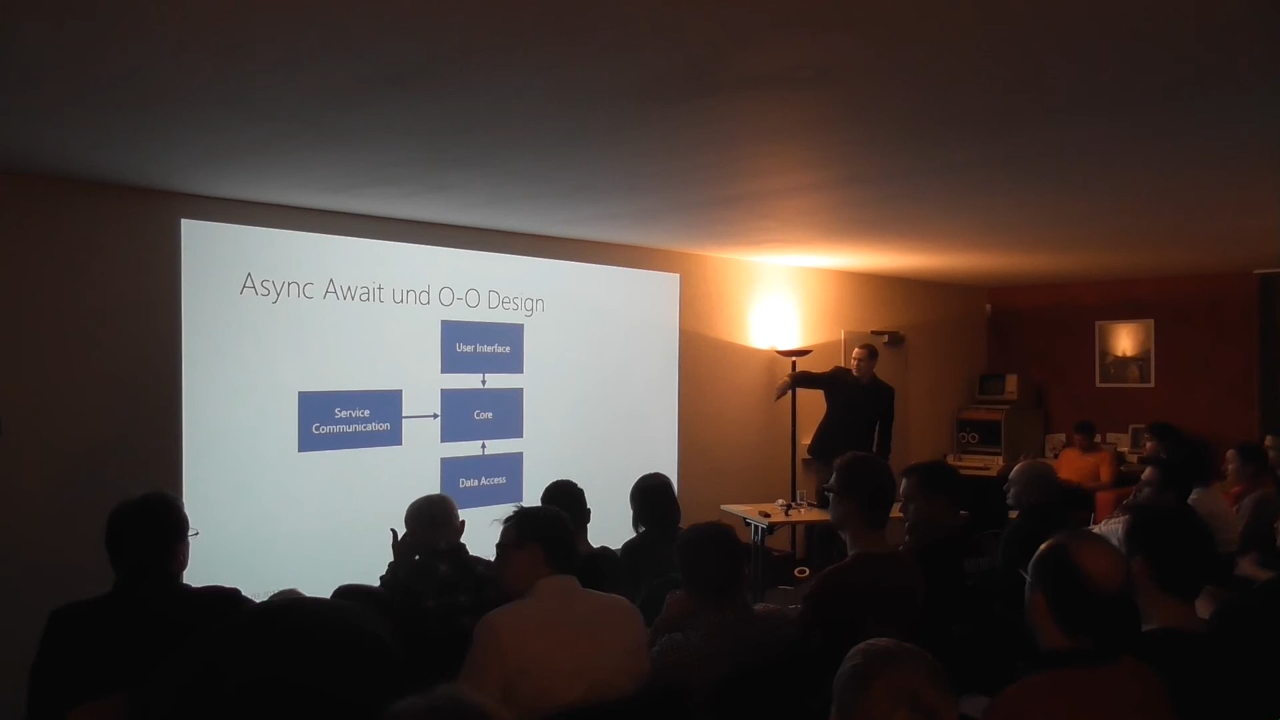 Async Await und O-O Design
User Interface
Service
Communication
Core
Data Access